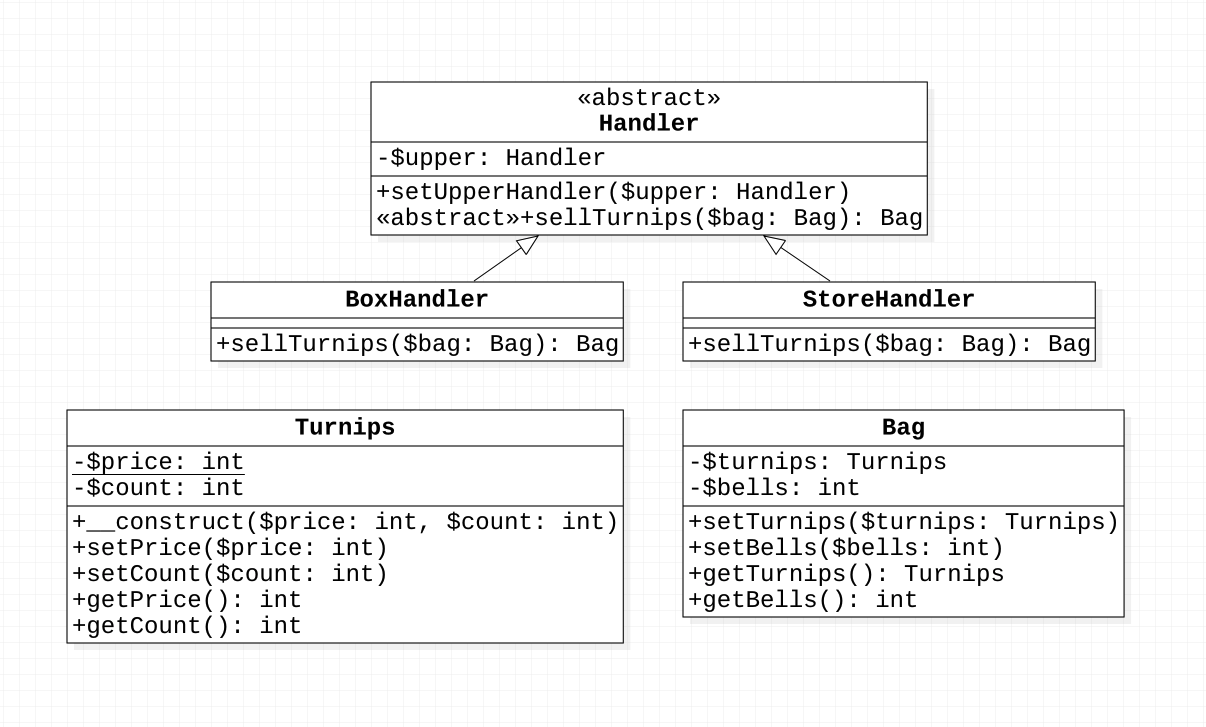 «abstract»
Handler
-$upper: Handler
+setUpperHandler($upper: Handler)
«abstract»+sellTurnips($bag: Bag): Bag
BoxHandler
+sellTurnips($bag: Bag): Bag
StoreHandler
+sellTurnips($bag: Bag): Bag
Turnips
-$price: int
-$count: int
+__construct($price: int, $count: int)
+setPrice($price: int)
+setCount($count: int)
+getPrice(): int
+getCount(): int
Bag
-$turnips: Turnips
-$bells: int
+setTurnips($turnips: Turnips)
+setBells($bells: int)
+getTurnips(): Turnips
+getBells(): int